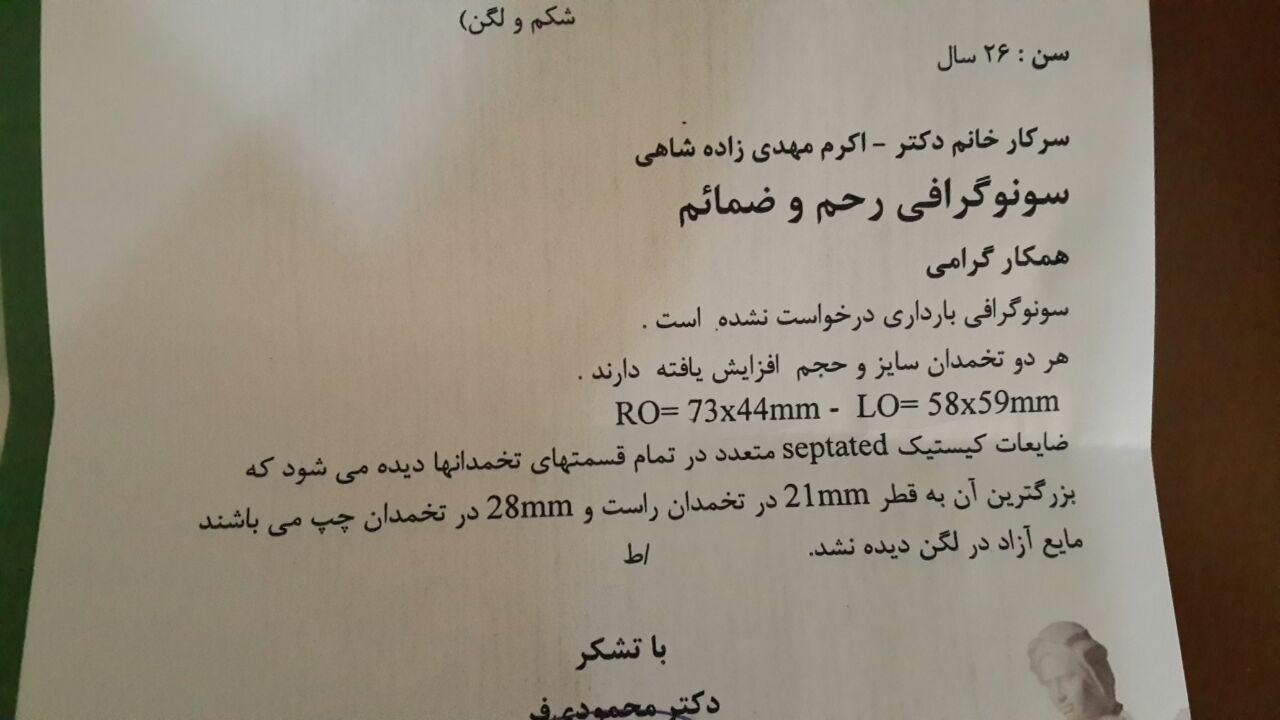 شکم و لگن)
سن : ۲۶ سال
سرکار خانم دکتر – اکرم مهدی زاده شاهی
سونوگرافی رحم و ضمائم
همکار گرامی
سونوگرافی بارداری درخواست نشده است .
هر دو تخمدان سایز و حجم افزایش یافته دارند .
RO= 73x44mm - LO= 58x59mm
ضایعات کیستیک septated متعدد در تمام قسمتهای تخمدانها دیده می شود که
بزرگترین آن به قطر 21mm در تخمدان راست و 28mm در تخمدان چپ می باشند
مایع آزاد در لگن دیده نشد. /ط
با تشکر
دکتر محمودی‌فر